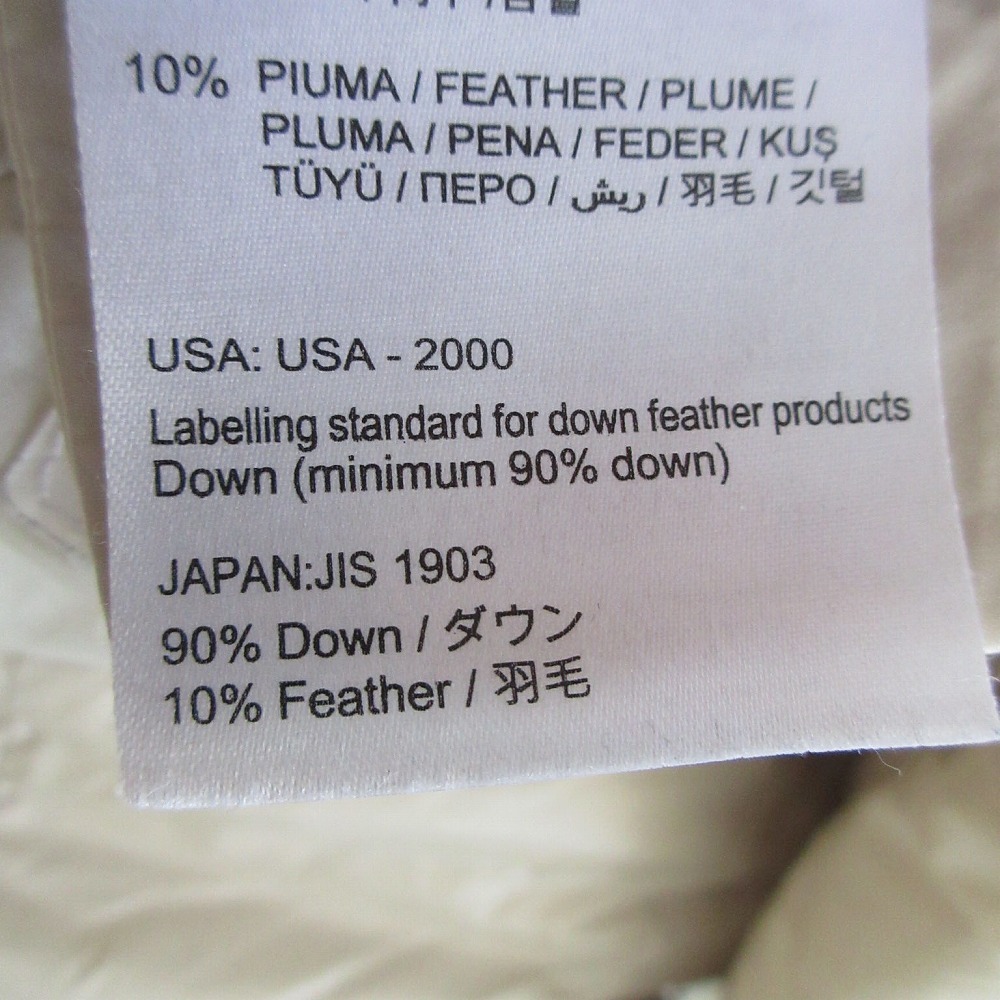 10% PIUMA / FEATHER / PLUME /
PLUMA / PENA / FEDER / KUŞ
TÜYÜ / ПЕРО / ريش / 羽毛 / 깃털
USA: USA - 2000
Labelling standard for down feather products
Down (minimum 90% down)
JAPAN:JIS 1903
90% Down / ダウン
10% Feather / 羽毛